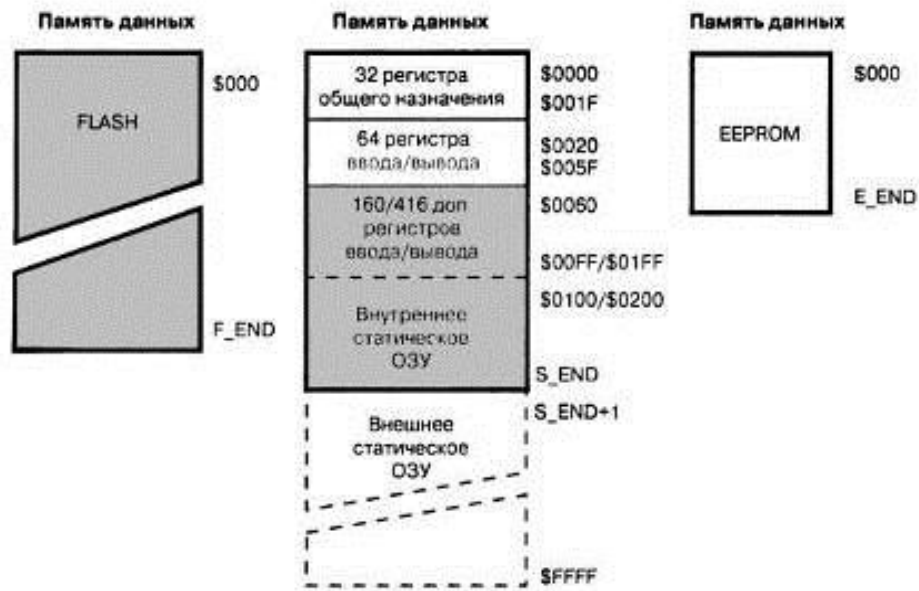 Память данных
$000
FLASH
F_END
Память данных
32 регистра
общего назначения
$0000
$001F
64 регистра
ввода/вывода
$0020
$005F
160/416 доп
регистров
ввода/вывода
$0060
$00FF/$01FF
$0100/$0200
Внутреннее
статическое
ОЗУ
S_END
S_END+1
Внешнее
статическое
ОЗУ
$FFFF
Память данных
$000
EEPROM
E_END